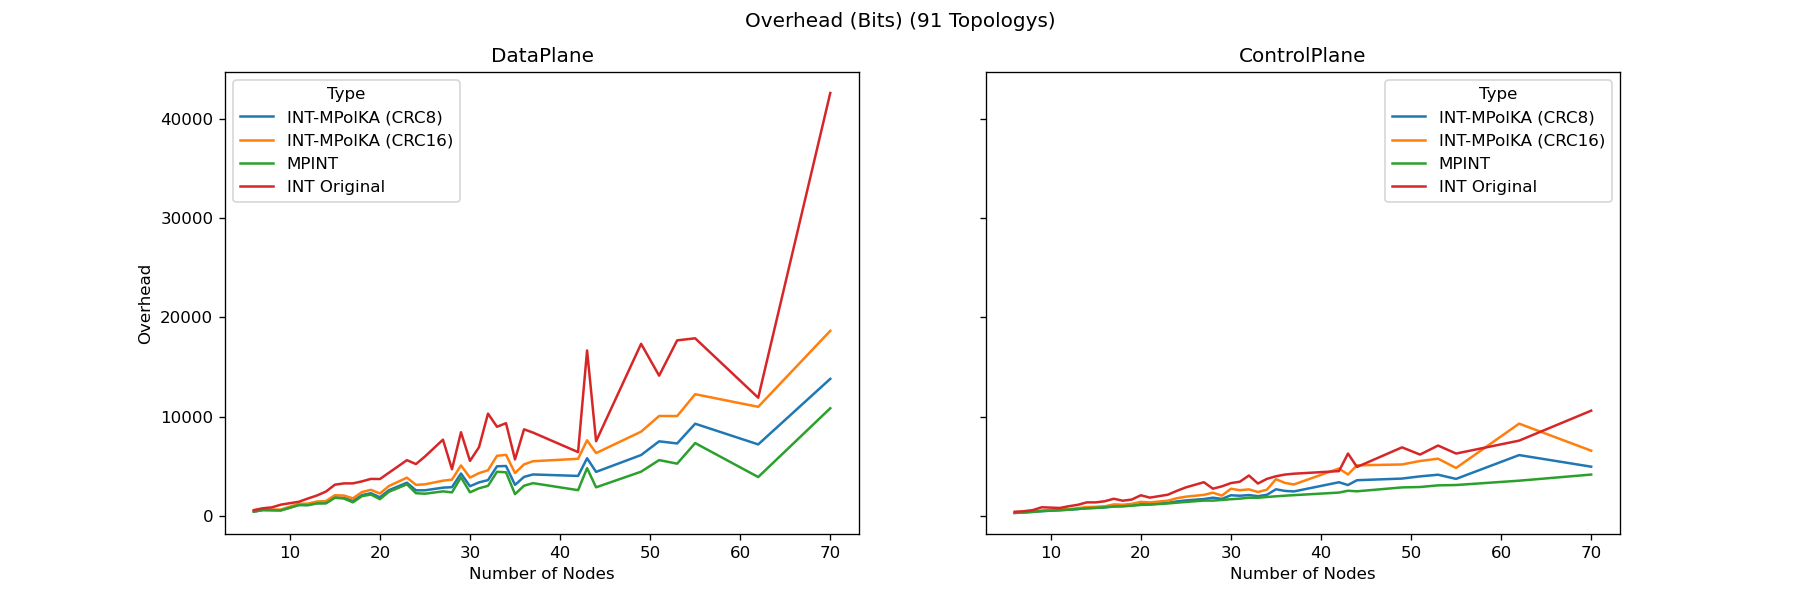 Overhead (Bits) (91 Topologys)
DataPlane
Type
INT-MPolKA (CRC8)
INT-MPolKA (CRC16)
MPINT
INT Original
40000
30000
20000
10000
0
Overhead
10 20 30 40 50 60 70
Number of Nodes
ControlPlane
Type
INT-MPolKA (CRC8)
INT-MPolKA (CRC16)
MPINT
INT Original
10 20 30 40 50 60 70
Number of Nodes